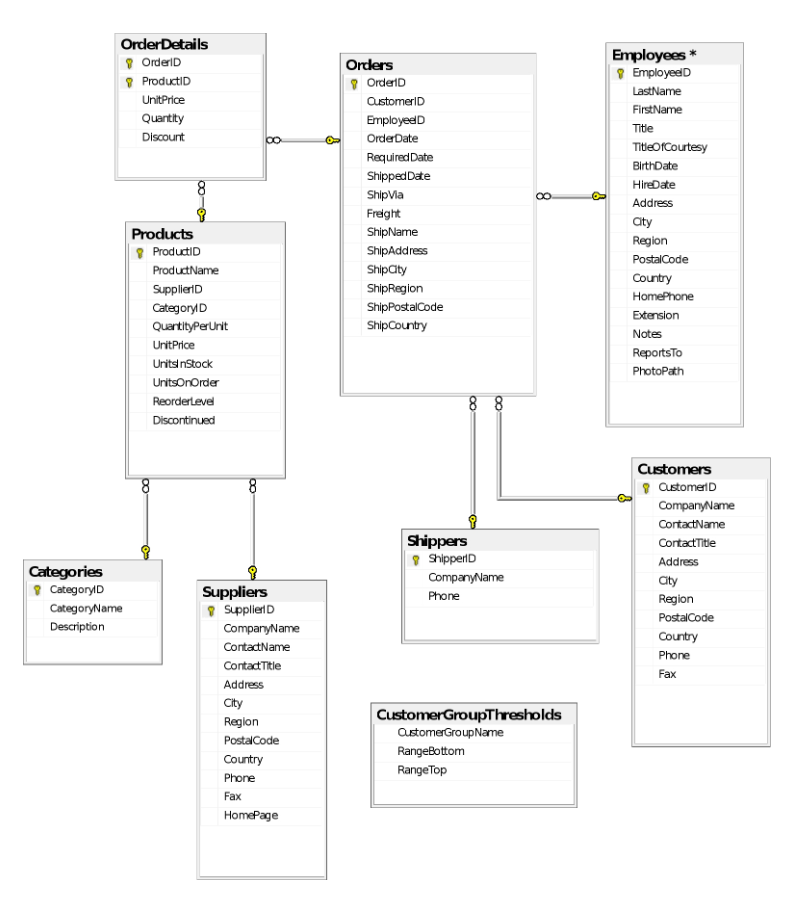 OrderDetails
OrderID
ProductID
UnitPrice
Quantity
Discount
Orders
OrderID
CustomerID
EmployeeID
OrderDate
RequiredDate
ShippedDate
ShipVia
Freight
ShipName
ShipAddress
ShipCity
ShipRegion
ShipPostalCode
ShipCountry
Employees *
EmployeeID
LastName
FirstName
Title
TitleOfCourtesy
BirthDate
HireDate
Address
City
Region
PostalCode
Country
HomePhone
Extension
Notes
ReportsTo
PhotoPath
Products
ProductID
ProductName
SupplierID
CategoryID
QuantityPerUnit
UnitPrice
UnitsInStock
UnitsOnOrder
ReorderLevel
Discontinued
Customers
CustomerID
CompanyName
ContactName
ContactTitle
Address
City
Region
PostalCode
Country
Phone
Fax
Shippers
ShipperID
CompanyName
Phone
Categories
CategoryID
CategoryName
Description
Suppliers
SupplierID
CompanyName
ContactName
ContactTitle
Address
City
Region
PostalCode
Country
Phone
Fax
HomePage
CustomerGroupThresholds
CustomerGroupName
RangeBottom
RangeTop